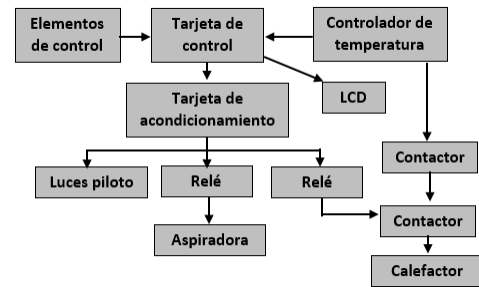 Elementos
de control
Tarjeta de
control
Controlador de
temperatura
LCD
Tarjeta de
acondicionamiento
Contactor
Luces piloto
Relé
Relé
Contactor
Aspiradora
Calefactor